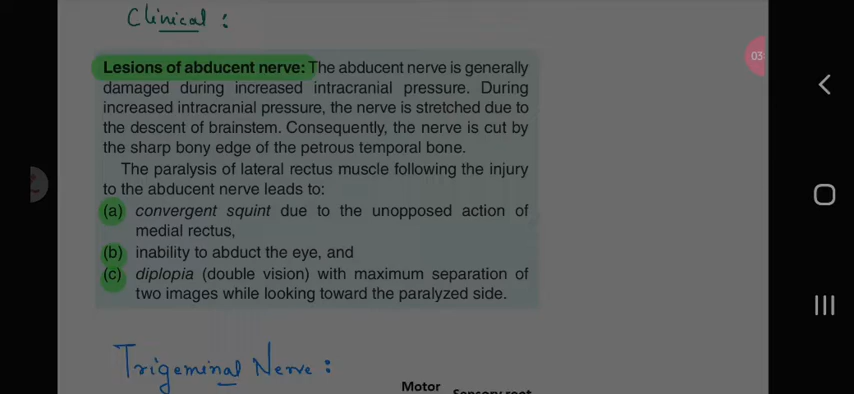 Clinical :
03
Lesions of abducent nerve: The abducent nerve is generally
damaged during increased intracranial pressure. During
increased intracranial pressure, the nerve is stretched due to
the descent of brainstem. Consequently, the nerve is cut by
the sharp bony edge of the petrous temporal bone.
The paralysis of lateral rectus muscle following the injury
to the abducent nerve leads to:
(a) convergent squint due to the unopposed action of
medial rectus,
(b) inability to abduct the eye, and
(c) diplopia (double vision) with maximum separation of
two images while looking toward the paralyzed side.
Trigeminal Nerve :
Motor
Sensory root